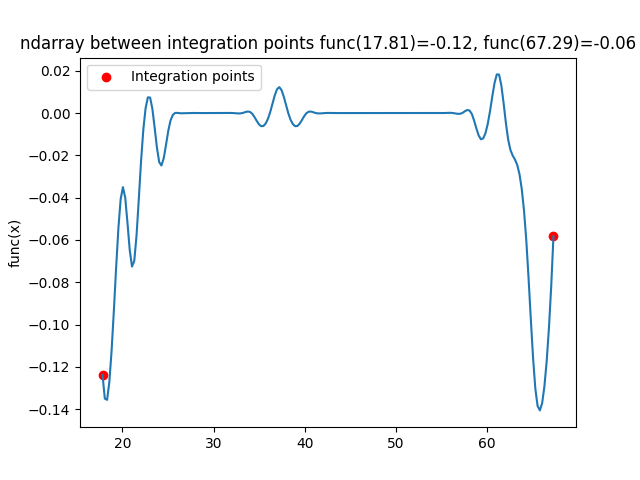 ndarray between integration points func(17.81)=-0.12, func(67.29)=-0.06
Integration points
0.02
0.00
−0.02
−0.04
−0.06
−0.08
−0.10
−0.12
−0.14
func(x)
20 30 40 50 60